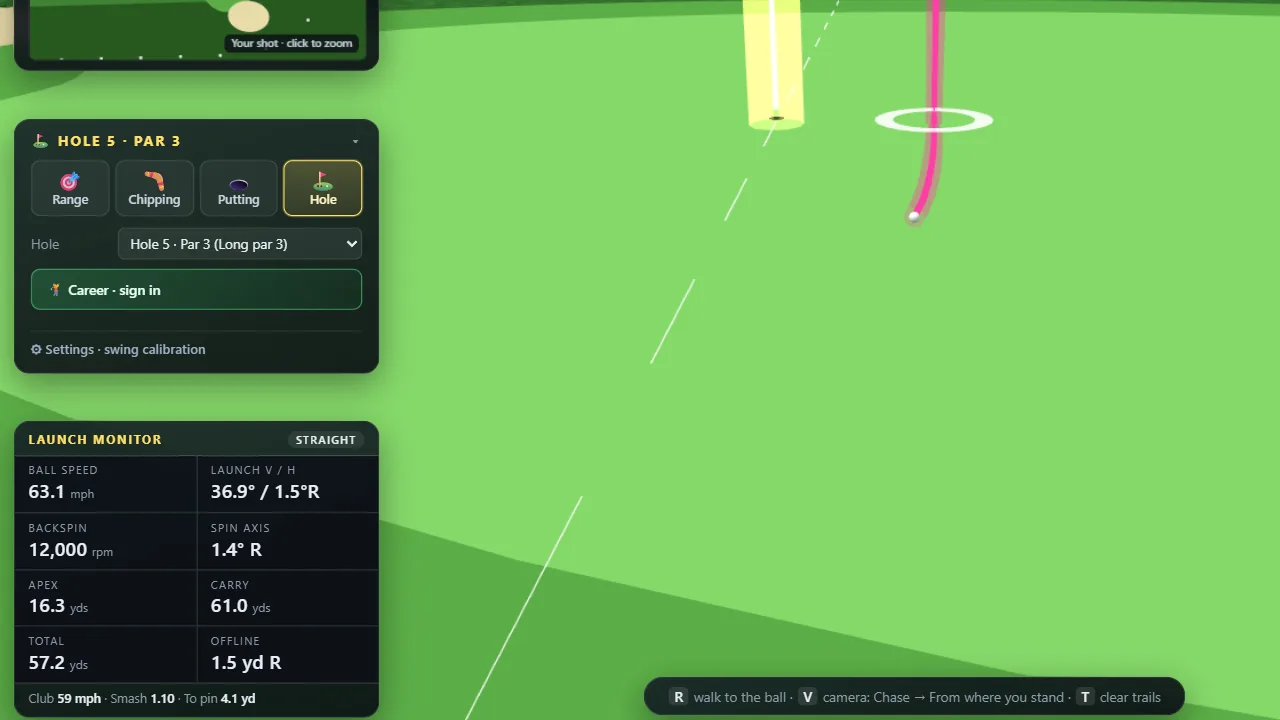 Your shot · click to zoom
HOLE 5 · PAR 3
Range
Chipping
Putting
Hole
Hole
Hole 5 · Par 3 (Long par 3)
Career · sign in
Settings · swing calibration
LAUNCH MONITOR
STRAIGHT
BALL SPEED
63.1 mph
LAUNCH V / H
36.9° / 1.5°R
BACKSPIN
12,000 rpm
SPIN AXIS
1.4° R
APEX
16.3 yds
CARRY
61.0 yds
TOTAL
57.2 yds
OFFLINE
1.5 yd R
Club 59 mph · Smash 1.10 · To pin 4.1 yd
R walk to the ball · V camera: Chase → From where you stand · T clear trails